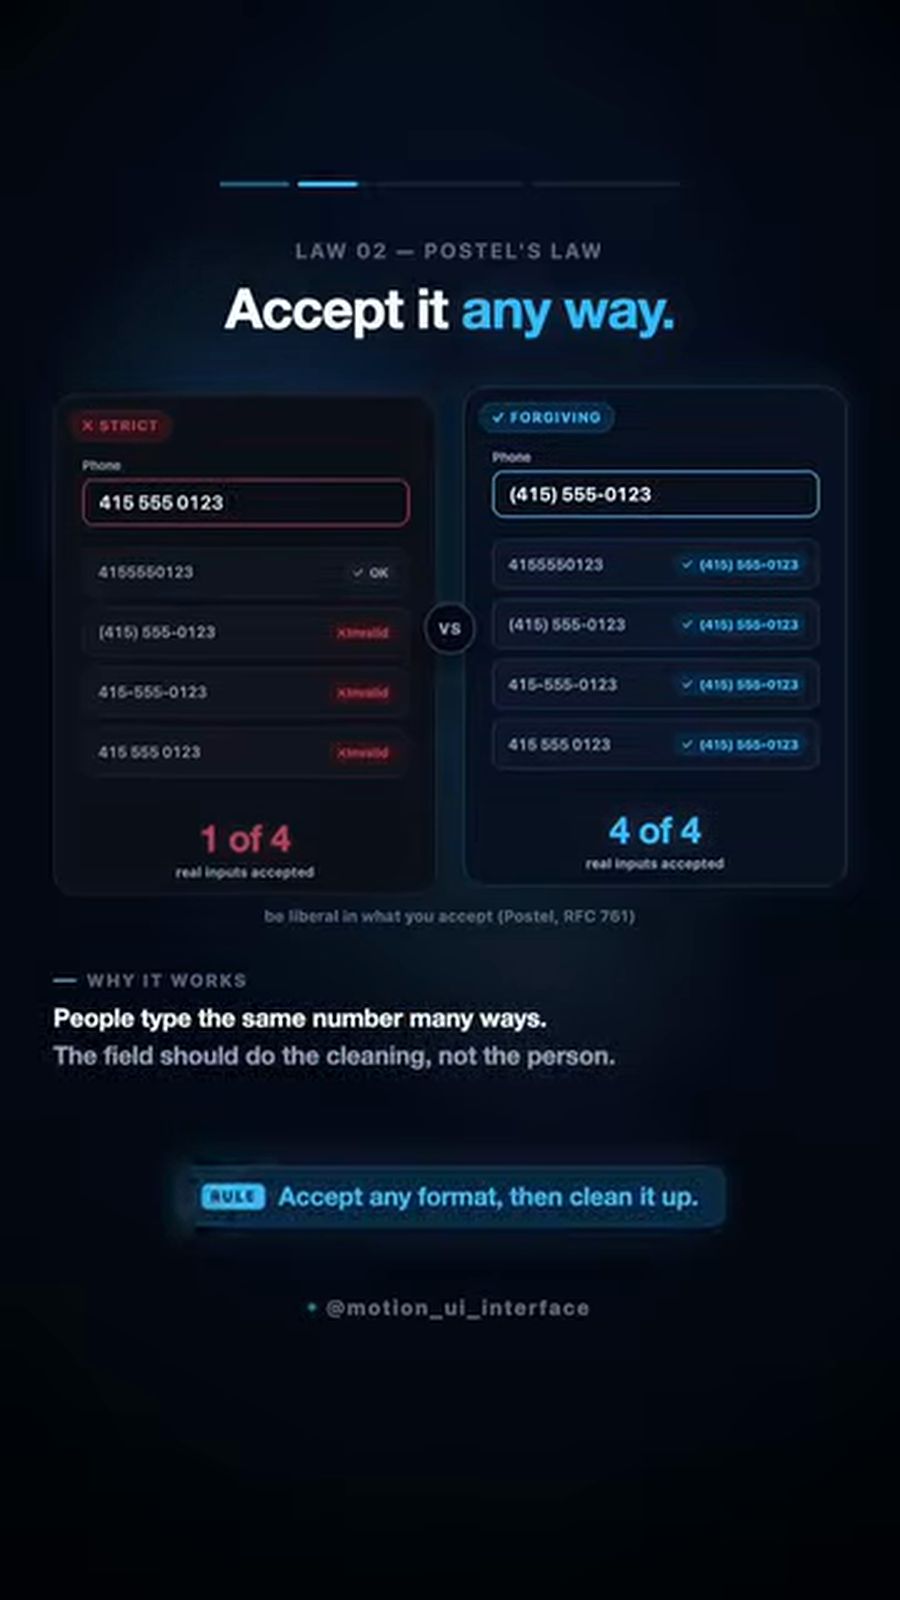 LAW 02 — POSTEL'S LAW
Accept it any way.
✕ STRICT
Phone
415 555 0123
4155550123 ✓ OK
(415) 555-0123 ✕Invalid
415-555-0123 ✕Invalid
415 555 0123 ✕Invalid
1 of 4
real inputs accepted
VS
✓ FORGIVING
Phone
(415) 555-0123
4155550123 ✓ (415) 555-0123
(415) 555-0123 ✓ (415) 555-0123
415-555-0123 ✓ (415) 555-0123
415 555 0123 ✓ (415) 555-0123
4 of 4
real inputs accepted
be liberal in what you accept (Postel, RFC 761)
— WHY IT WORKS
People type the same number many ways.
The field should do the cleaning, not the person.
RULE Accept any format, then clean it up.
@motion_ui_interface